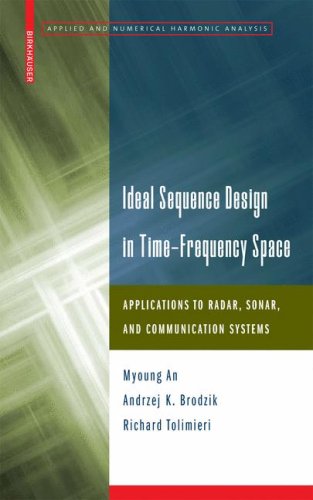 APPLIED AND NUMERICAL HARMONIC ANALYSIS
BIRKHAUSER
Ideal Sequence Design
in Time-Frequency Space
APPLICATIONS TO RADAR, SONAR,
AND COMMUNICATION SYSTEMS
Myoung An
Andrzej K. Brodzik
Richard Tolimieri